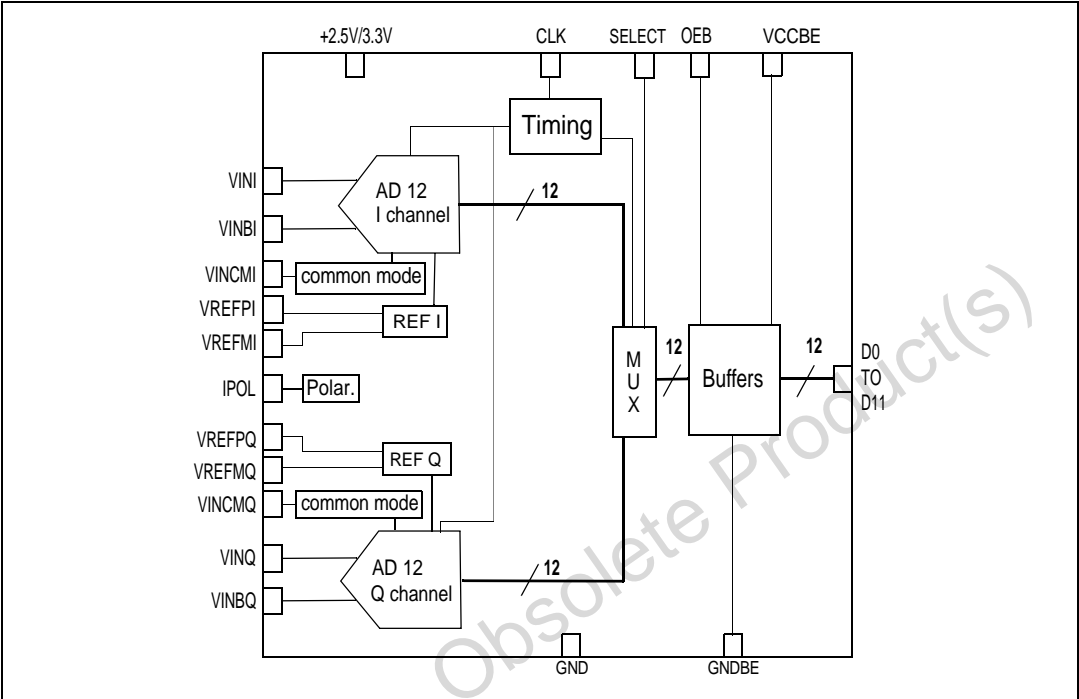 +2.5V/3.3V
CLK
SELECT
OEB
VCCBE
Timing
VINI
AD 12
I channel
12
VINBI
VINCMI
common mode
VREFPI
REF I
VREFMI
IPOL
Polar.
M
U
X
12
Buffers
12
D0
TO
D11
VREFPQ
REF Q
VREFMQ
VINCMQ
common mode
VINQ
AD 12
Q channel
12
VINBQ
GND
GNDBE
Obsolete Product(s)